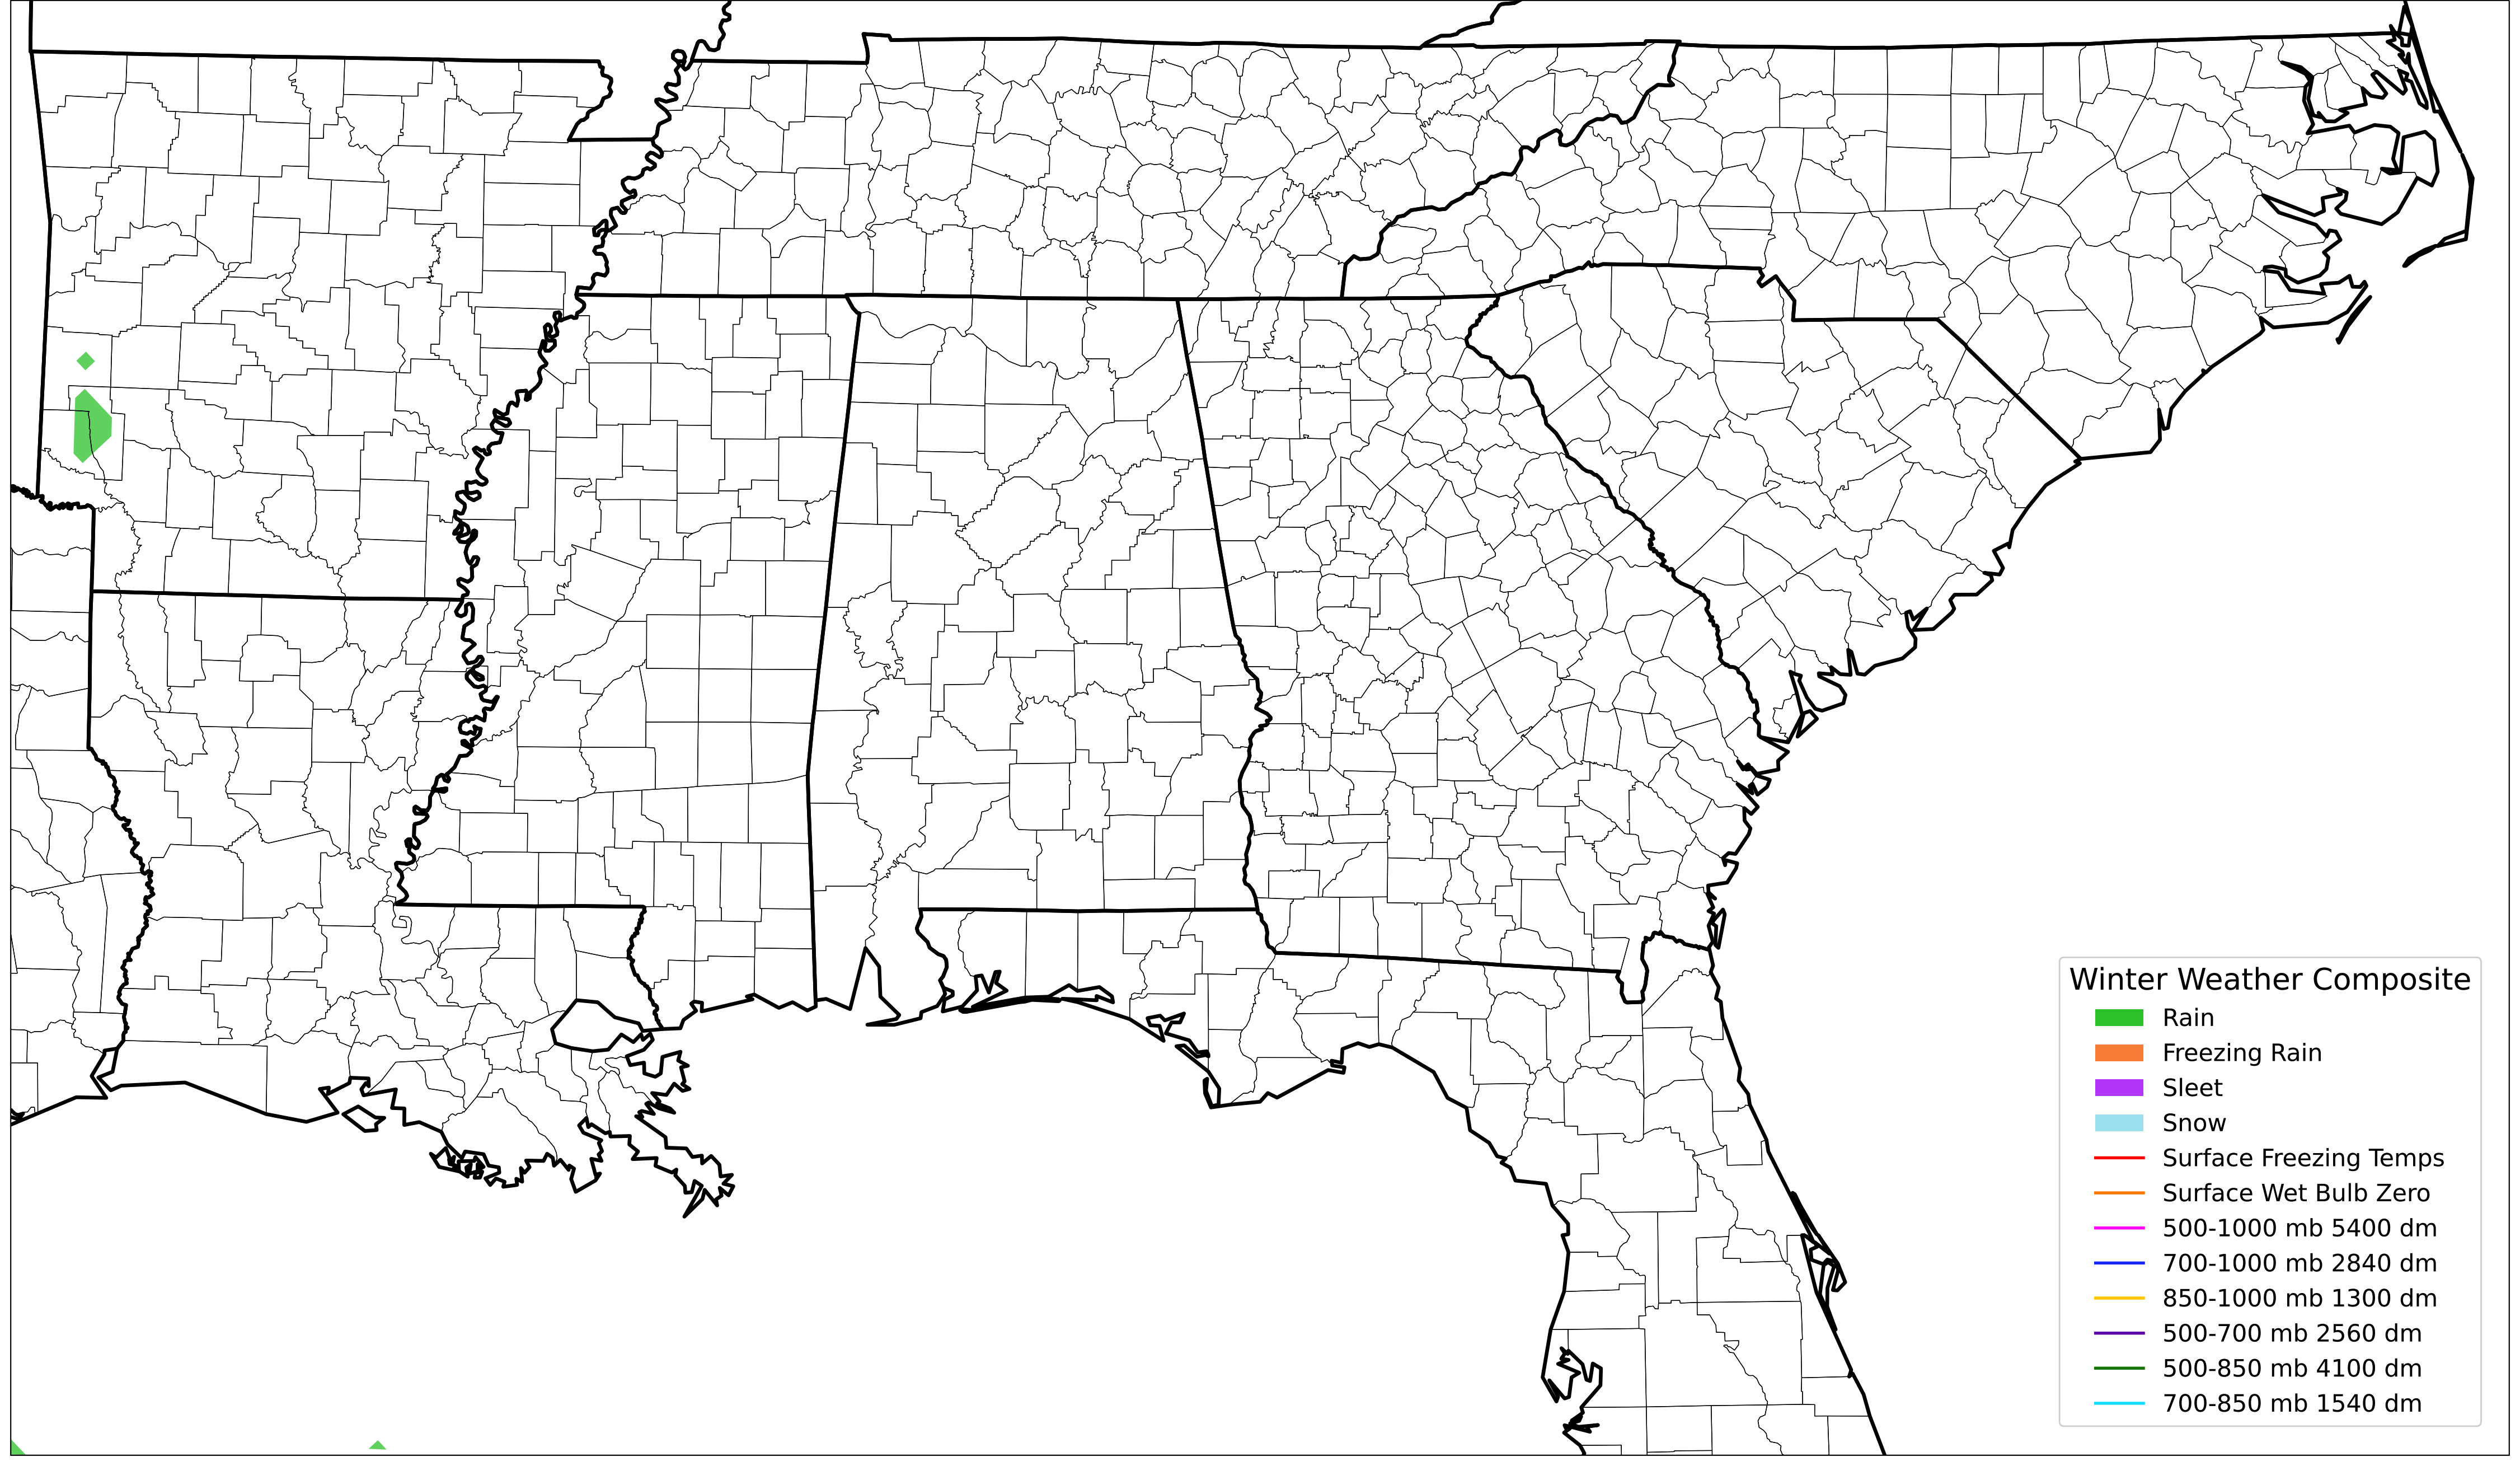 Winter Weather Composite
Rain
Freezing Rain
Sleet
Snow
Surface Freezing Temps
Surface Wet Bulb Zero
500-1000 mb 5400 dm
700-1000 mb 2840 dm
850-1000 mb 1300 dm
500-700 mb 2560 dm
500-850 mb 4100 dm
700-850 mb 1540 dm